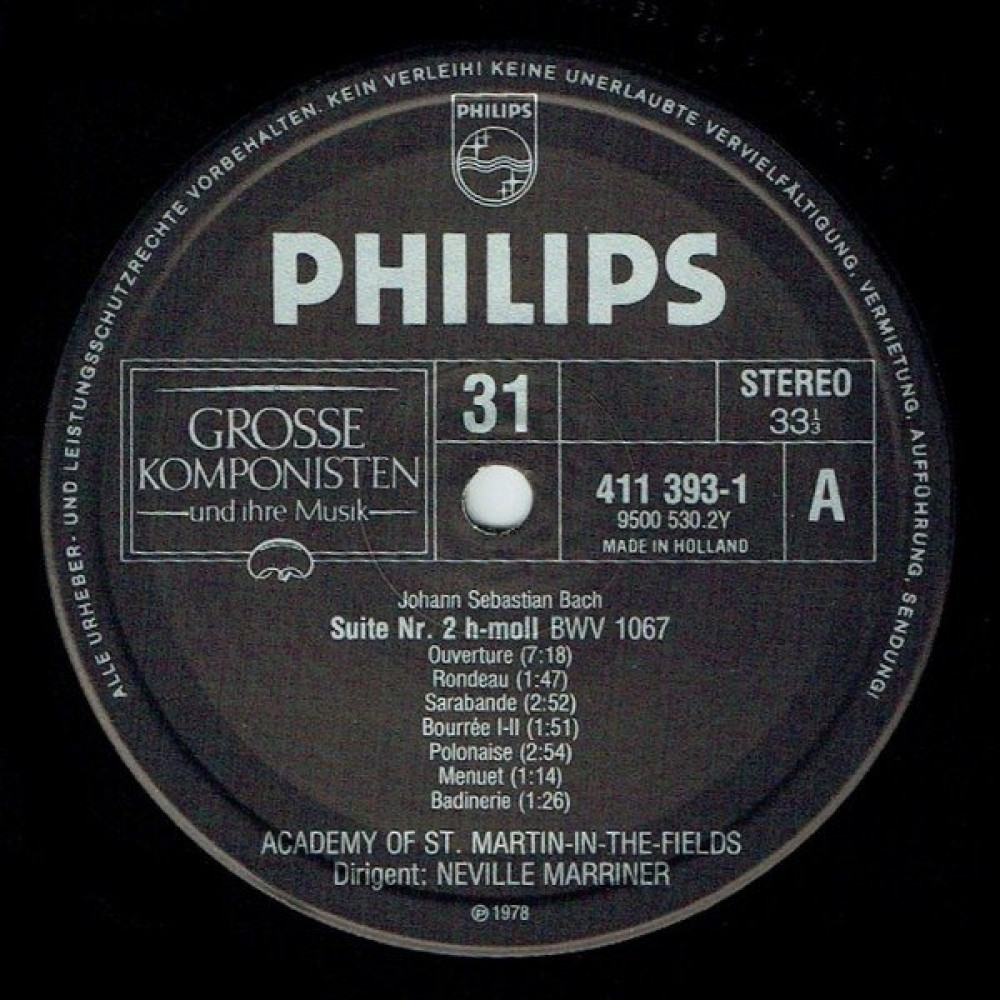 ALLE URHEBER- UND LEISTUNGSSCHUTZRECHTE VORBEHALTEN. KEIN VERLEIH! KEINE UNERLAUBTE VERVIELFÄLTIGUNG, VERMIETUNG, AUFFÜHRUNG, SENDUNG!
PHILIPS
PHILIPS
GROSSE
KOMPONISTEN
und ihre Musik
31
STEREO
33⅓
411 393-1
9500 530.2Y
MADE IN HOLLAND
A
Johann Sebastian Bach
Suite Nr. 2 h-moll BWV 1067
Ouverture (7:18)
Rondeau (1:47)
Sarabande (2:52)
Bourrée I-II (1:51)
Polonaise (2:54)
Menuet (1:14)
Badinerie (1:26)
ACADEMY OF ST. MARTIN-IN-THE-FIELDS
Dirigent: NEVILLE MARRINER
℗ 1978